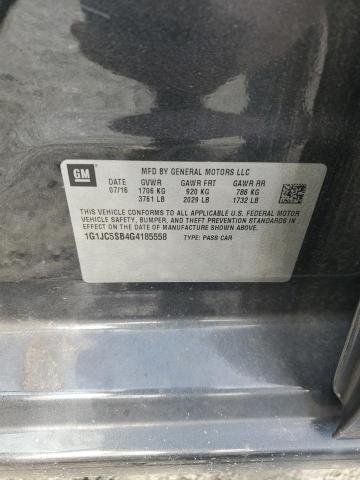 GM
MFD BY GENERAL MOTORS LLC
DATE GVWR GAWR FRT GAWR RR
07/16 1706 KG 920 KG 786 KG
3761 LB 2029 LB 1732 LB
THIS VEHICLE CONFORMS TO ALL APPLICABLE U.S. FEDERAL MOTOR
VEHICLE SAFETY, BUMPER, AND THEFT PREVENTION STANDARDS
IN EFFECT ON THE DATE OF MANUFACTURE SHOWN ABOVE.
1G1JC5SB4G4185558 TYPE: PASS CAR